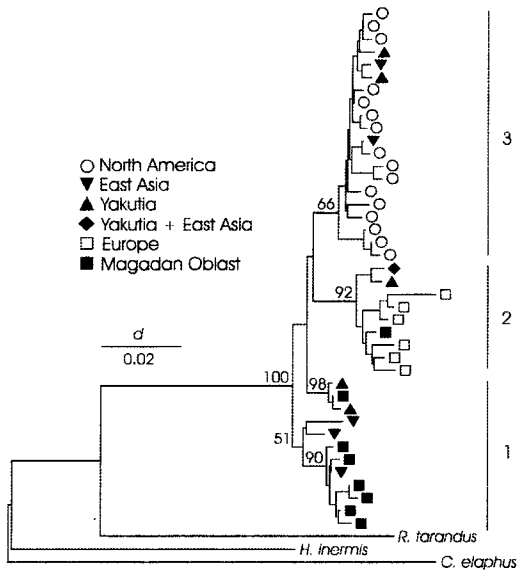 3
North America
East Asia
Yakutia
66
Yakutia + East Asia
Europe
Magadan Oblast
92
2
d
0.02
100
98
51
1
90
R. tarandus
H. inermis
C. elaphus